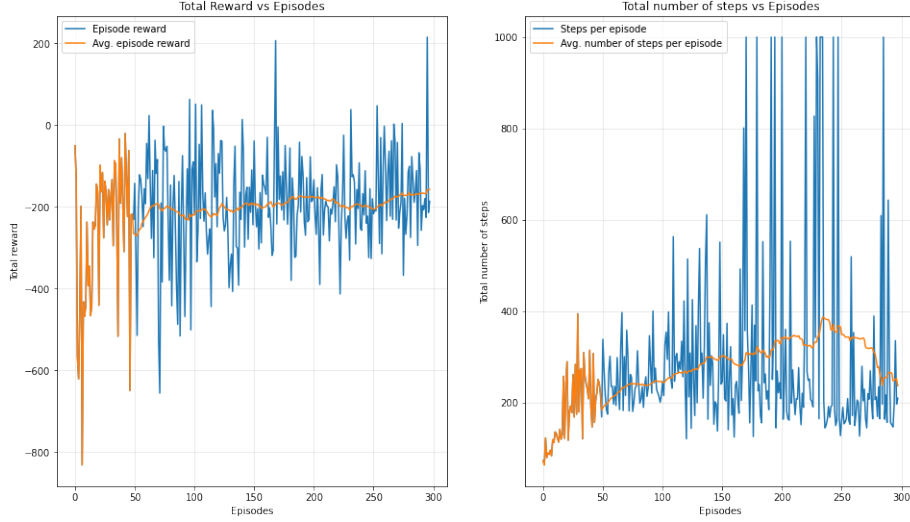 Total Reward vs Episodes
Episode reward
Avg. episode reward
200
0
−200
−400
−600
−800
Total reward
0
50
100
150
200
250
300
Episodes
Total number of steps vs Episodes
Steps per episode
Avg. number of steps per episode
1000
800
600
400
200
Total number of steps
0
50
100
150
200
250
300
Episodes